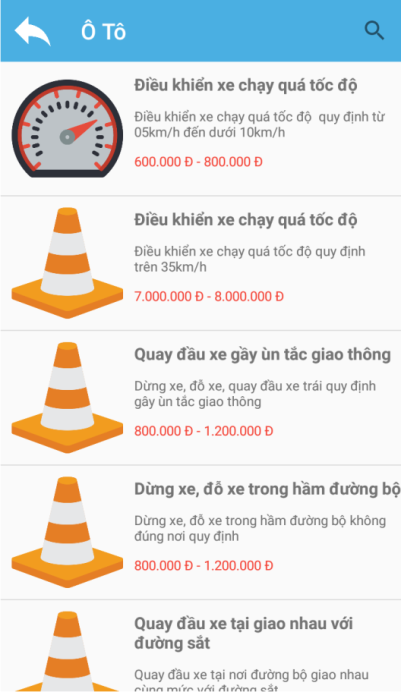 Ô Tô
Điều khiển xe chạy quá tốc độ
Điều khiển xe chạy quá tốc độ quy định từ
05km/h đến dưới 10km/h
600.000 Đ - 800.000 Đ
Điều khiển xe chạy quá tốc độ
Điều khiển xe chạy quá tốc độ quy định
trên 35km/h
7.000.000 Đ - 8.000.000 Đ
Quay đầu xe gầy ùn tắc giao thông
Dừng xe, đỗ xe, quay đầu xe trái quy định
gây ùn tắc giao thông
800.000 Đ - 1.200.000 Đ
Dừng xe, đỗ xe trong hầm đường bộ
Dừng xe, đỗ xe trong hầm đường bộ không
đúng nơi quy định
800.000 Đ - 1.200.000 Đ
Quay đầu xe tại giao nhau với
đường sắt
Quay đầu xe tại nơi đường bộ giao nhau
cùng mức với đường sắt